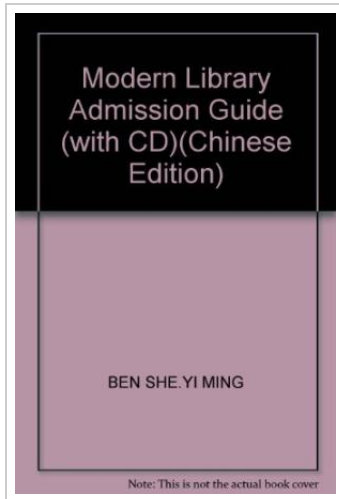 Modern Library
Admission Guide
(with CD)(Chinese
Edition)
BEN SHE.YI MING
Note: This is not the actual book cover